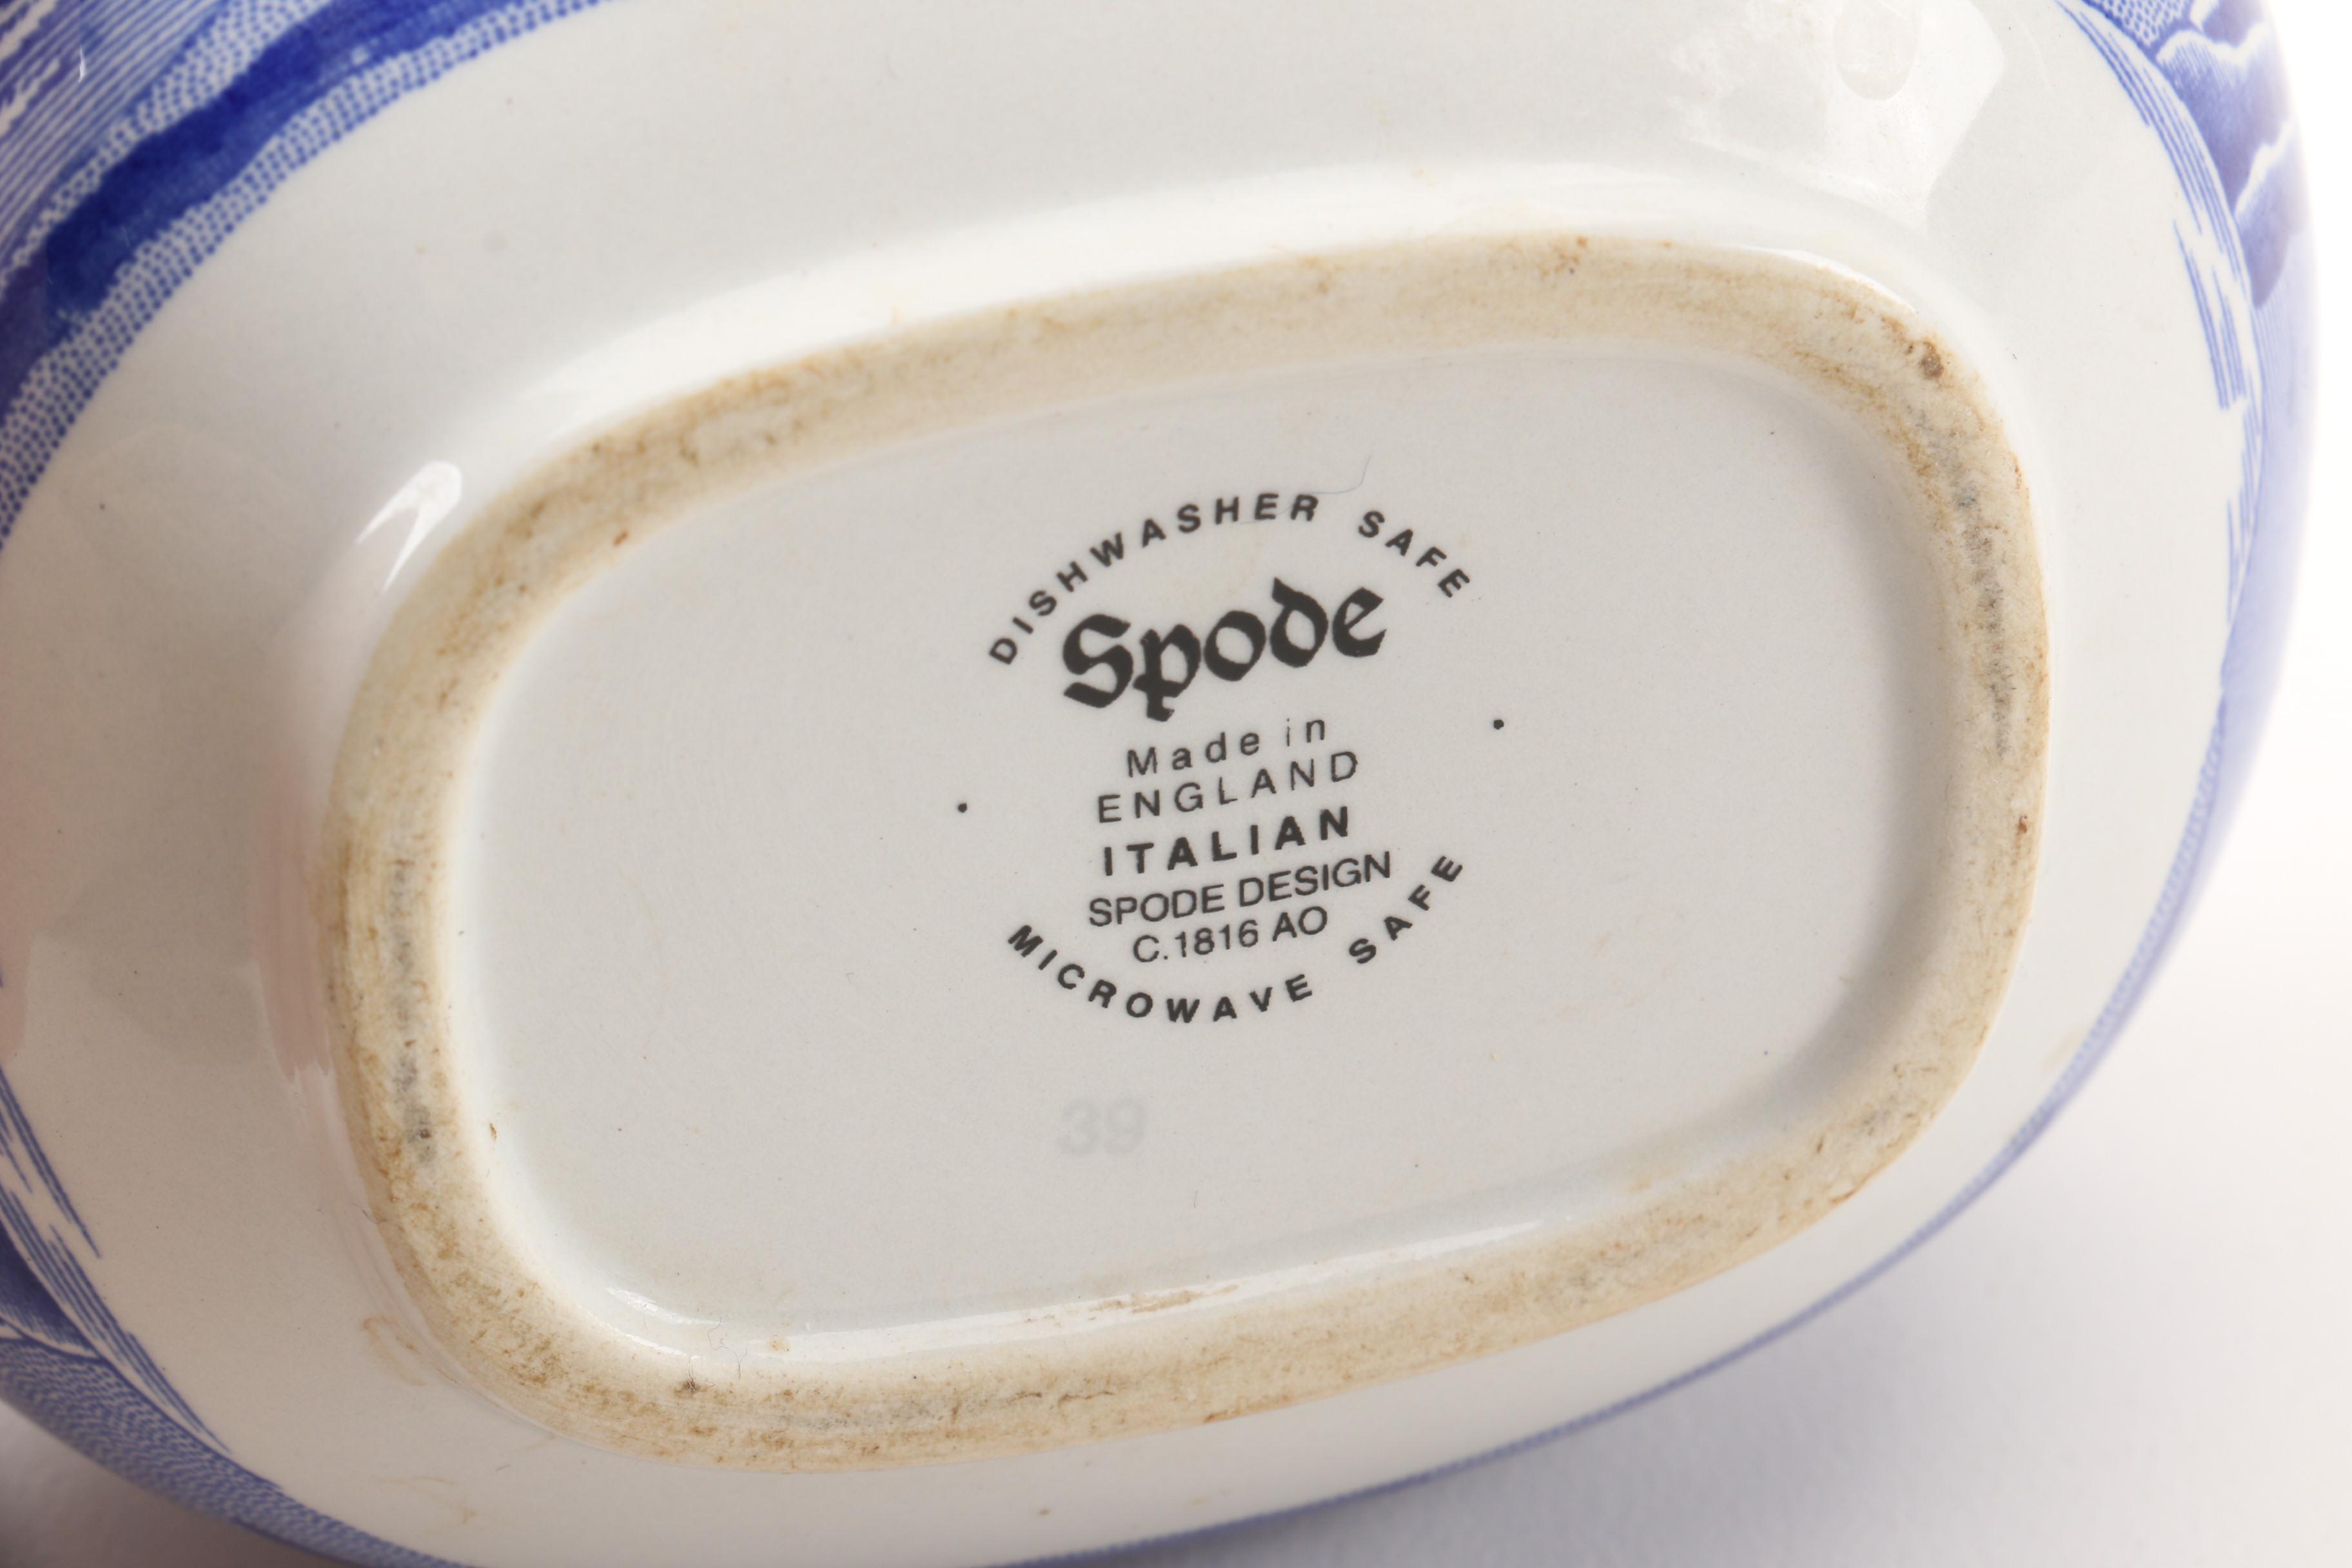 DISHWASHER SAFE
Spode
Made in
ENGLAND
ITALIAN
SPODE DESIGN
C.1816 AO
MICROWAVE SAFE
39